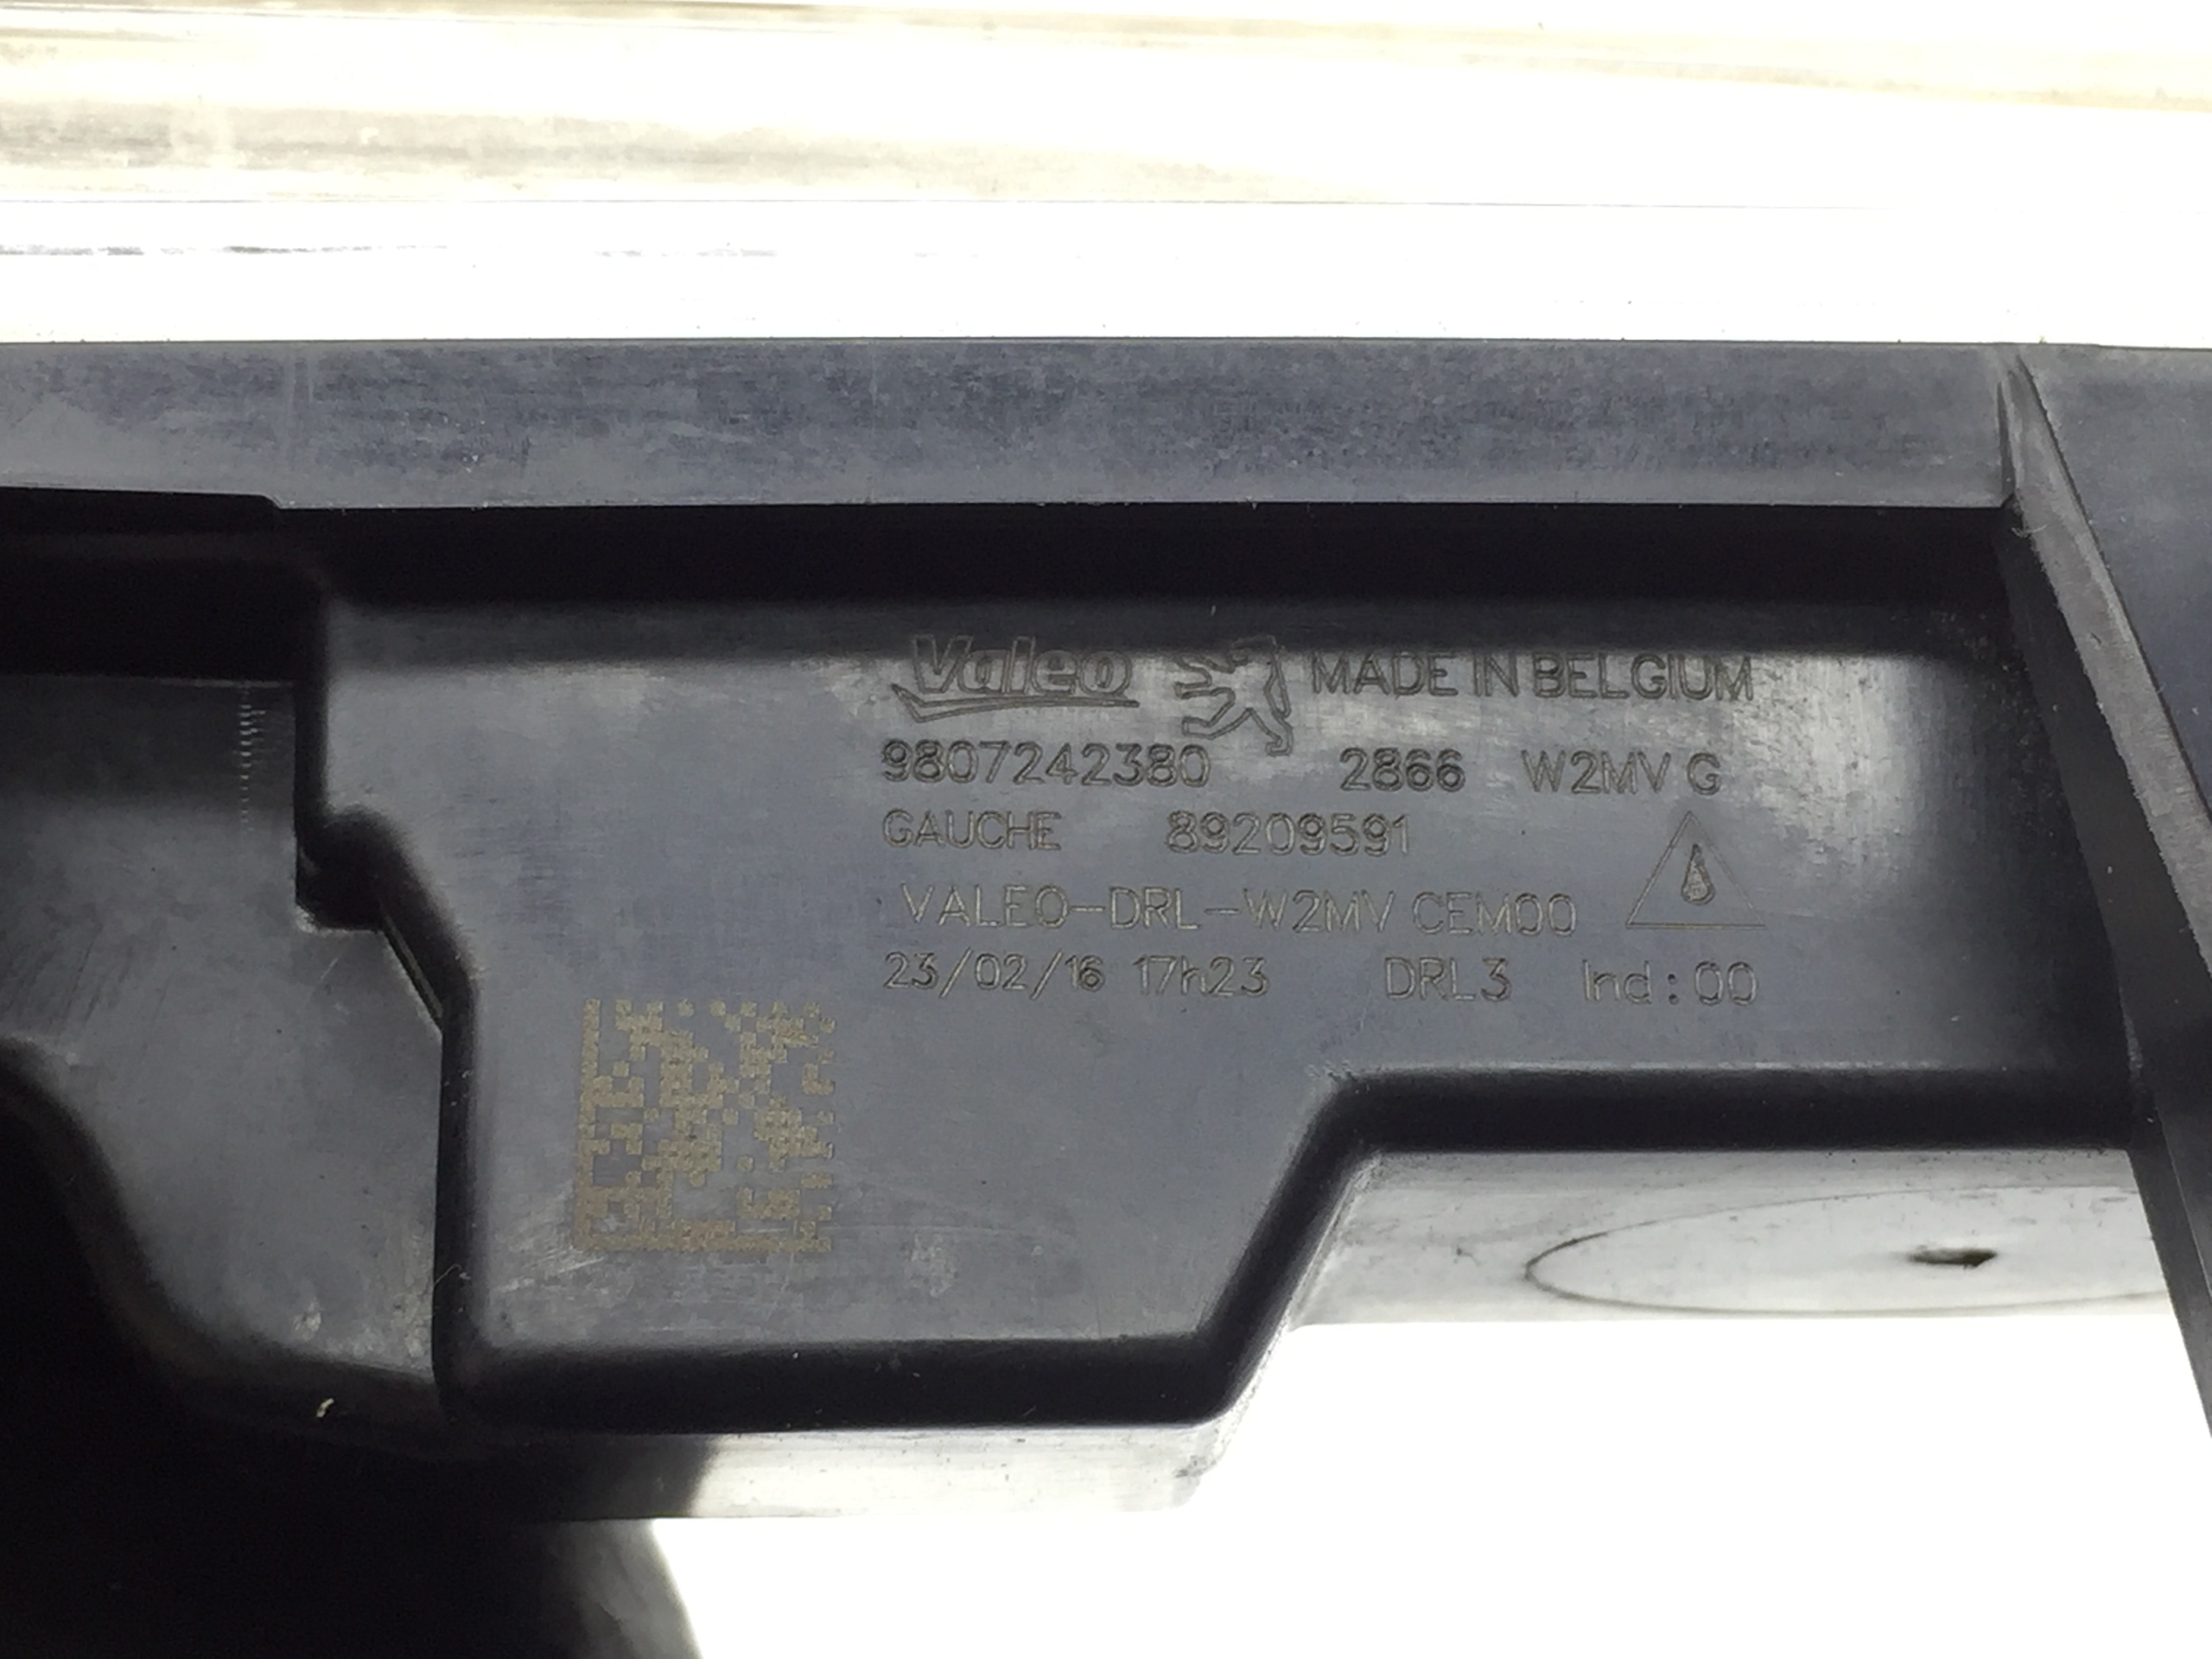 Valeo MADE IN BELGIUM
9807242380 2866 W2MV G
GAUCHE 89209591
VALEO-DRL-W2MV CEM00
23/02/16 17h23 DRL3 Ind:00